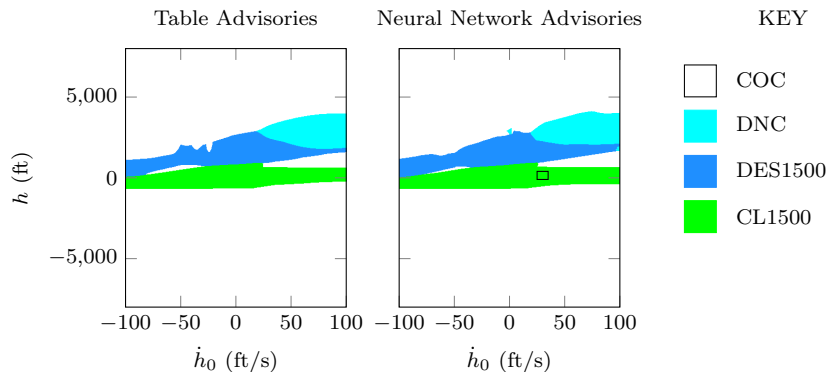 Table Advisories
Neural Network Advisories
KEY
5,000
0
−5,000
h (ft)
−100 −50 0 50 100
ḣ0 (ft/s)
−100 −50 0 50 100
ḣ0 (ft/s)
COC
DNC
DES1500
CL1500